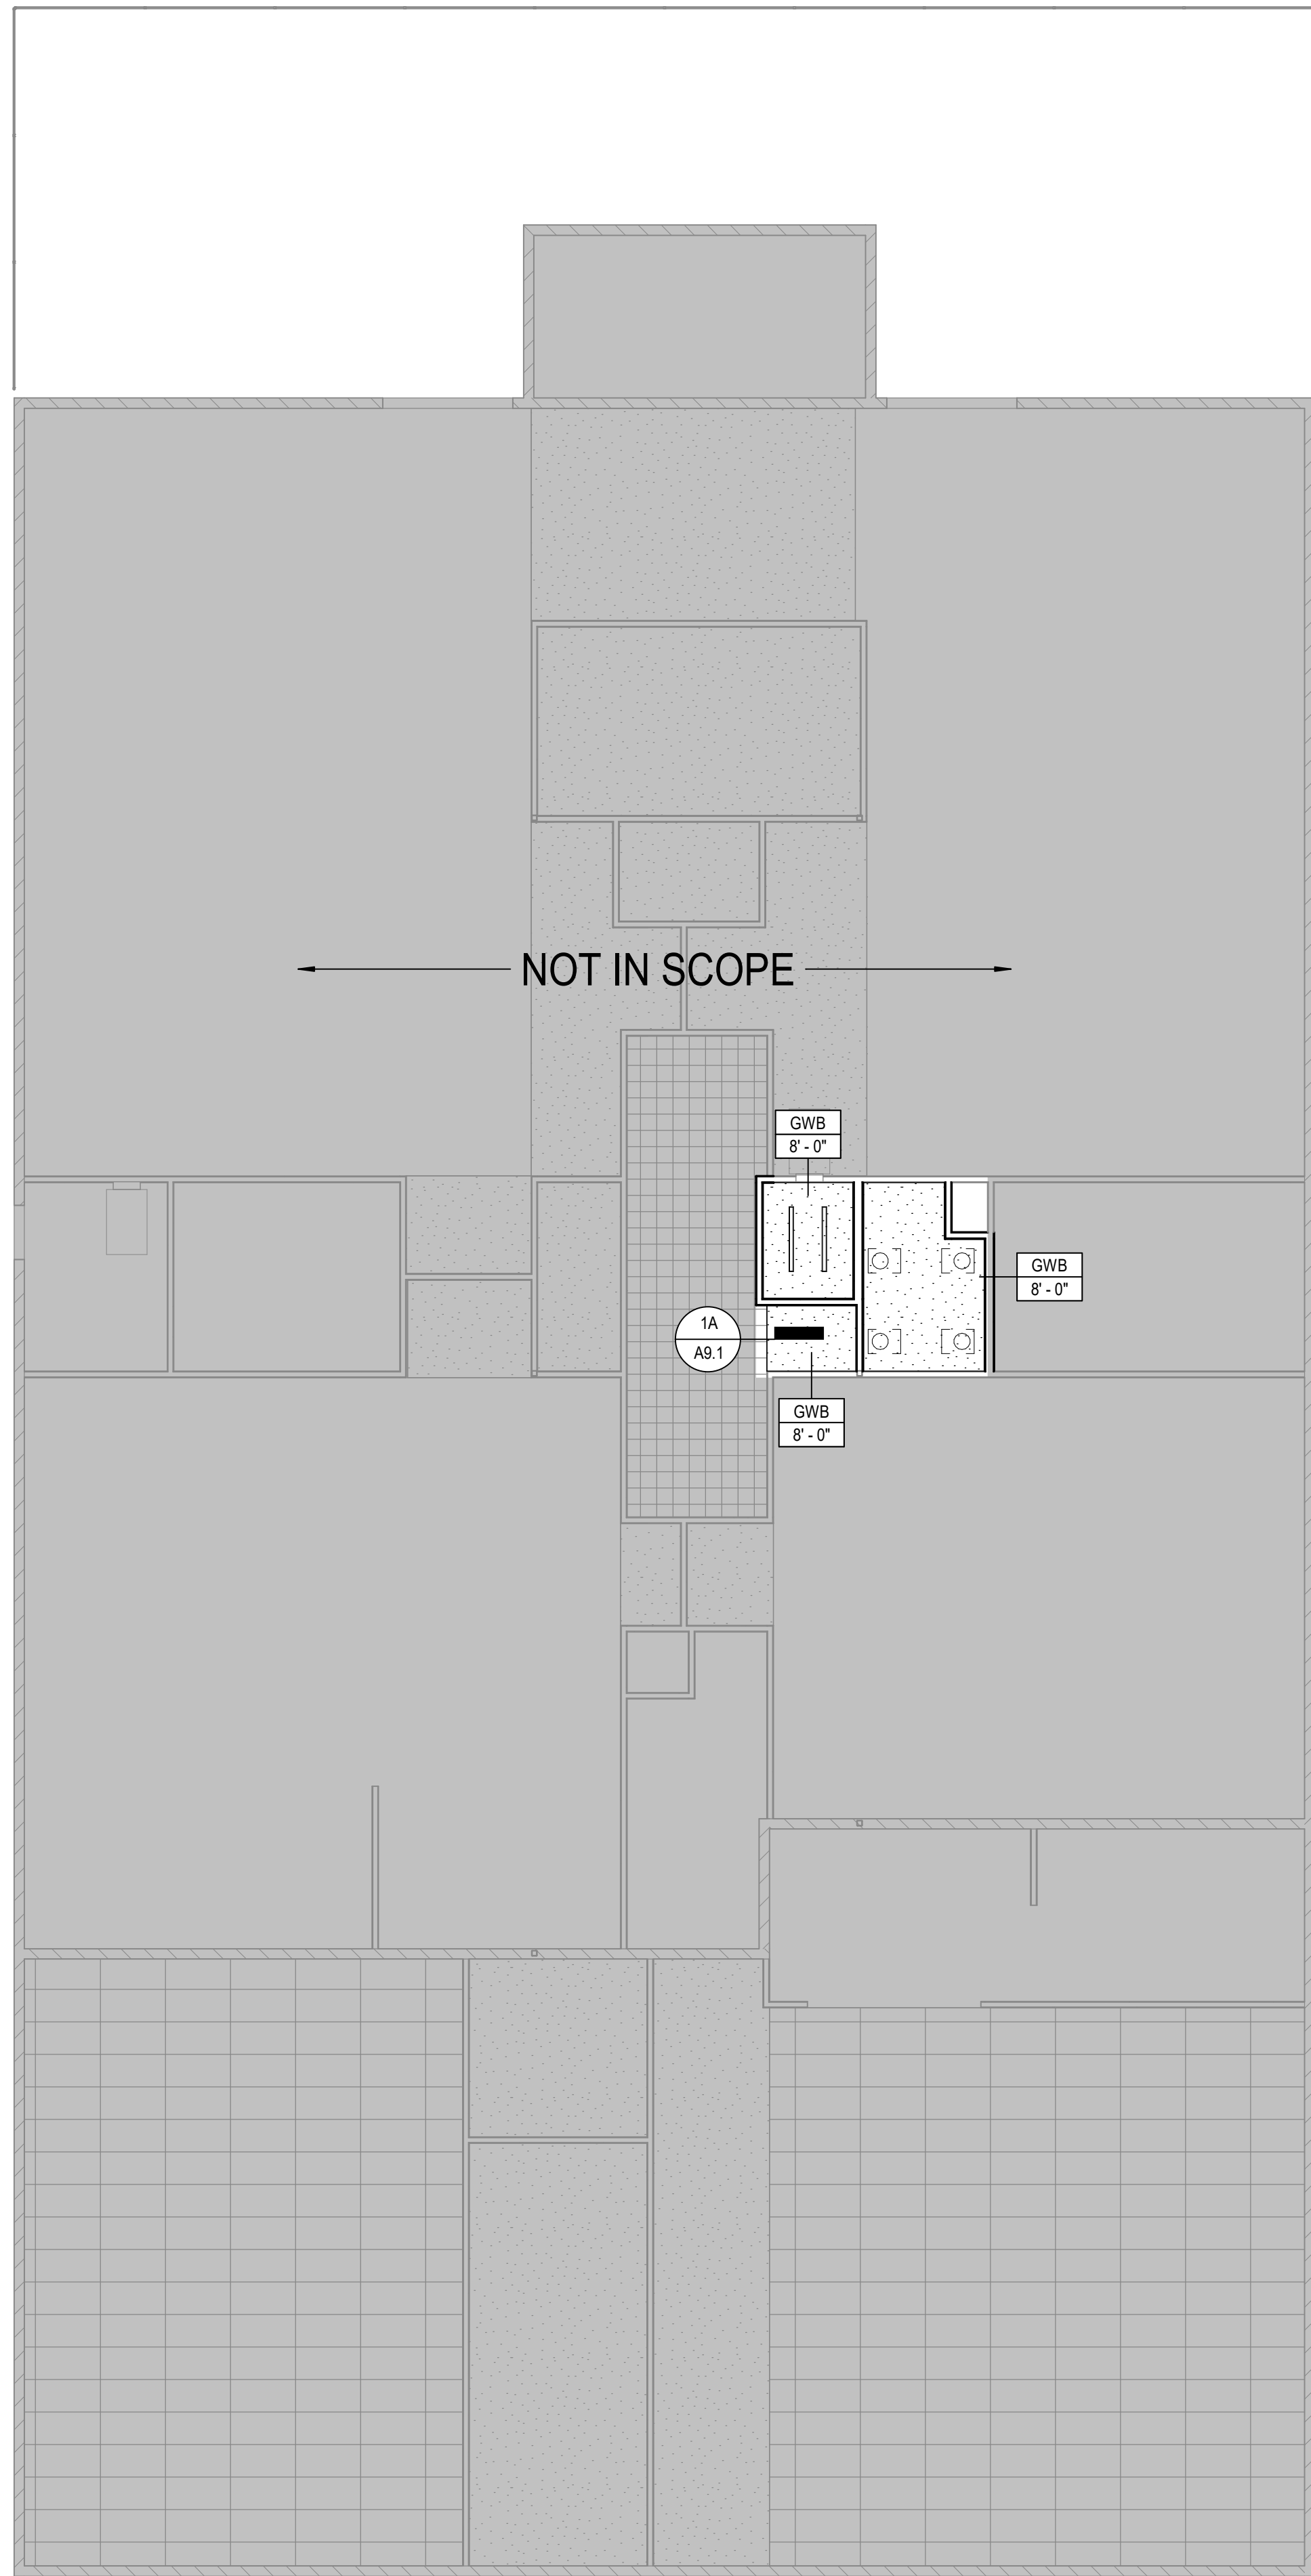 NOT IN SCOPE
GWB
8' - 0"
GWB
8' - 0"
1A
A9.1
GWB
8' - 0"